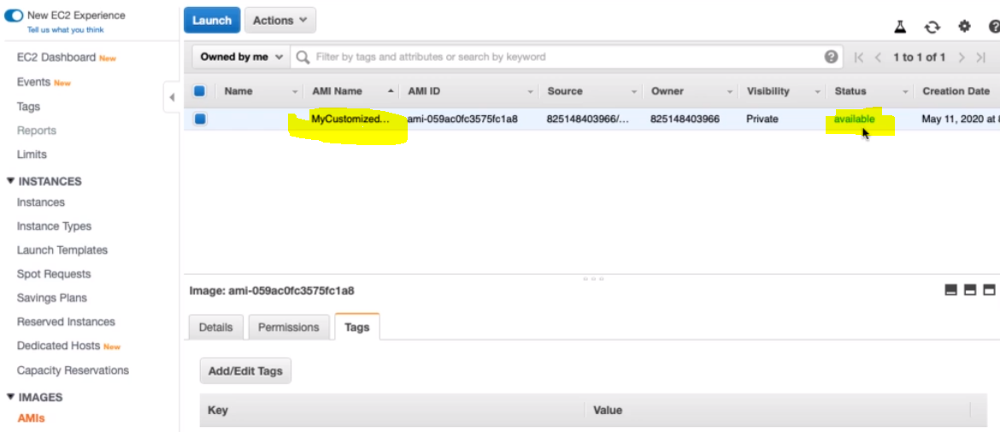 New EC2 Experience
Tell us what you think
EC2 Dashboard New
Events New
Tags
Reports
Limits
INSTANCES
Instances
Instance Types
Launch Templates
Spot Requests
Savings Plans
Reserved Instances
Dedicated Hosts New
Capacity Reservations
IMAGES
AMIs
Launch Actions
Owned by me Filter by tags and attributes or search by keyword 1 to 1 of 1
Name AMI Name AMI ID Source Owner Visibility Status Creation Date
MyCustomized... ami-059ac0fc3575fc1a8 825148403966/... 825148403966 Private available May 11, 2020 at
Image: ami-059ac0fc3575fc1a8
Details Permissions Tags
Add/Edit Tags
Key Value